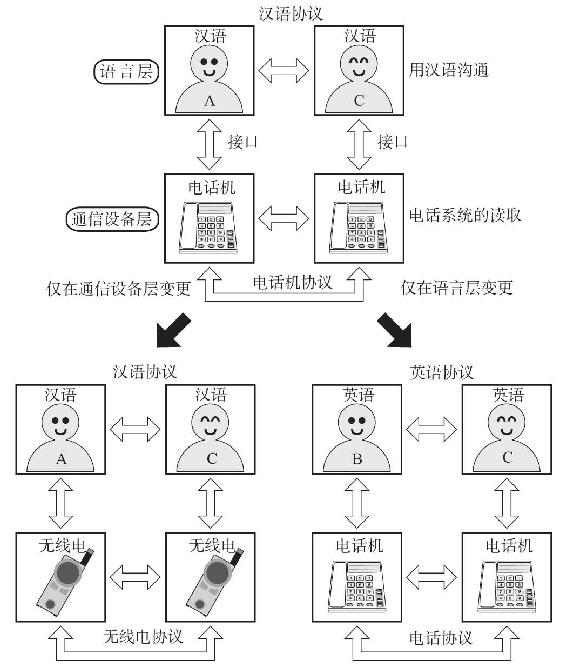 汉语协议
汉语 汉语
语言层 用汉语沟通
A C
接口 接口
电话机 电话机
通信设备层 电话系统的读取
仅在通信设备层变更 电话机协议 仅在语言层变更
汉语协议 英语协议
汉语 汉语 英语 英语
A C B C
无线电 无线电 电话机 电话机
无线电协议 电话协议